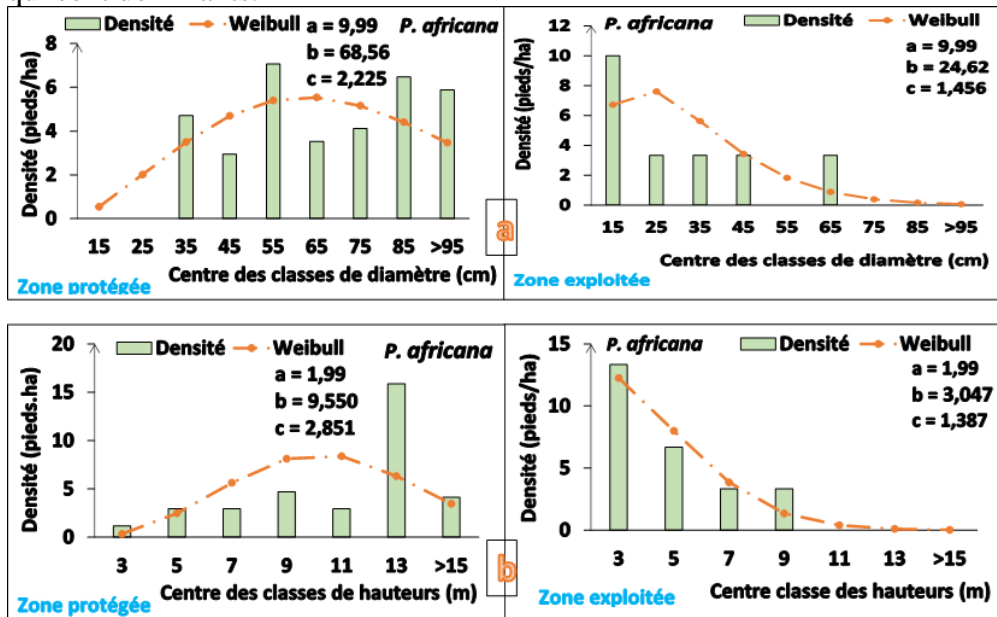 Densité Weibull P. africana
a = 9,99
b = 68,56
c = 2,225
Densité (pieds/ha)
8
6
4
2
0
15 25 35 45 55 65 75 85 >95
Centre des classes de diamètre (cm)
Zone protégée
a
P. africana Densité Weibull
a = 9,99
b = 24,62
c = 1,456
Densité (pieds/ha)
12
10
8
6
4
2
0
15 25 35 45 55 65 75 85 >95
Centre des classes de diamètre (cm)
Zone exploitée
Densité Weibull P. africana
a = 1,99
b = 9,550
c = 2,851
Densité (pieds.ha)
20
15
10
5
0
3 5 7 9 11 13 >15
Centre des classes de hauteurs (m)
Zone protégée
b
P. africana Densité Weibull
a = 1,99
b = 3,047
c = 1,387
Densité (pieds/ha)
15
10
5
0
3 5 7 9 11 13 >15
Centre classe des hauteurs (m)
Zone exploitée